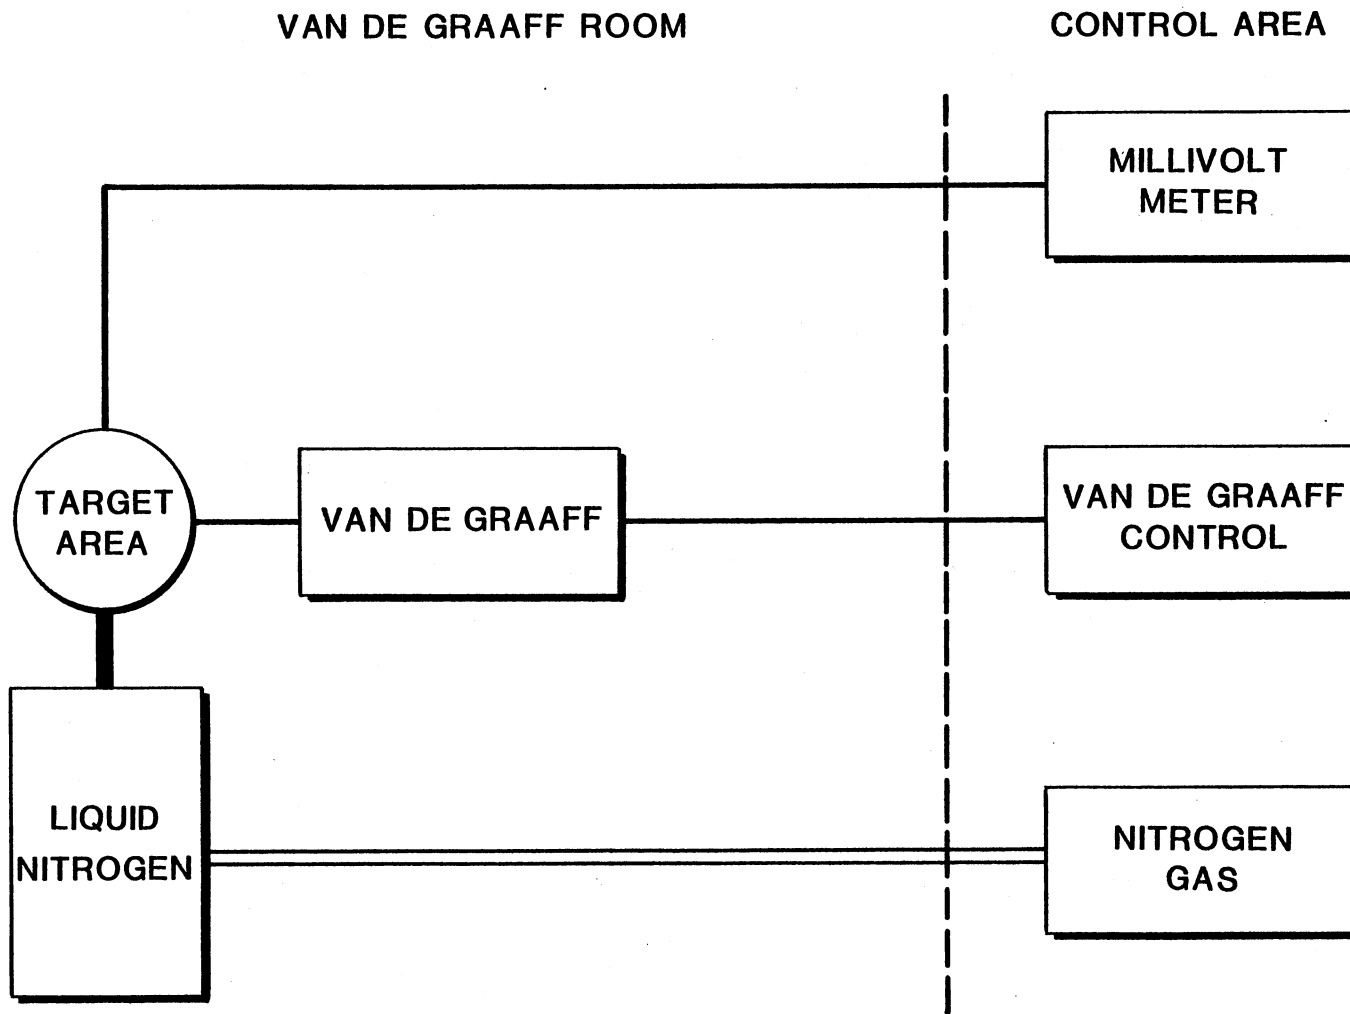 VAN DE GRAAFF ROOM
CONTROL AREA
MILLIVOLT
METER
TARGET
AREA
VAN DE GRAAFF
VAN DE GRAAFF
CONTROL
LIQUID
NITROGEN
NITROGEN
GAS